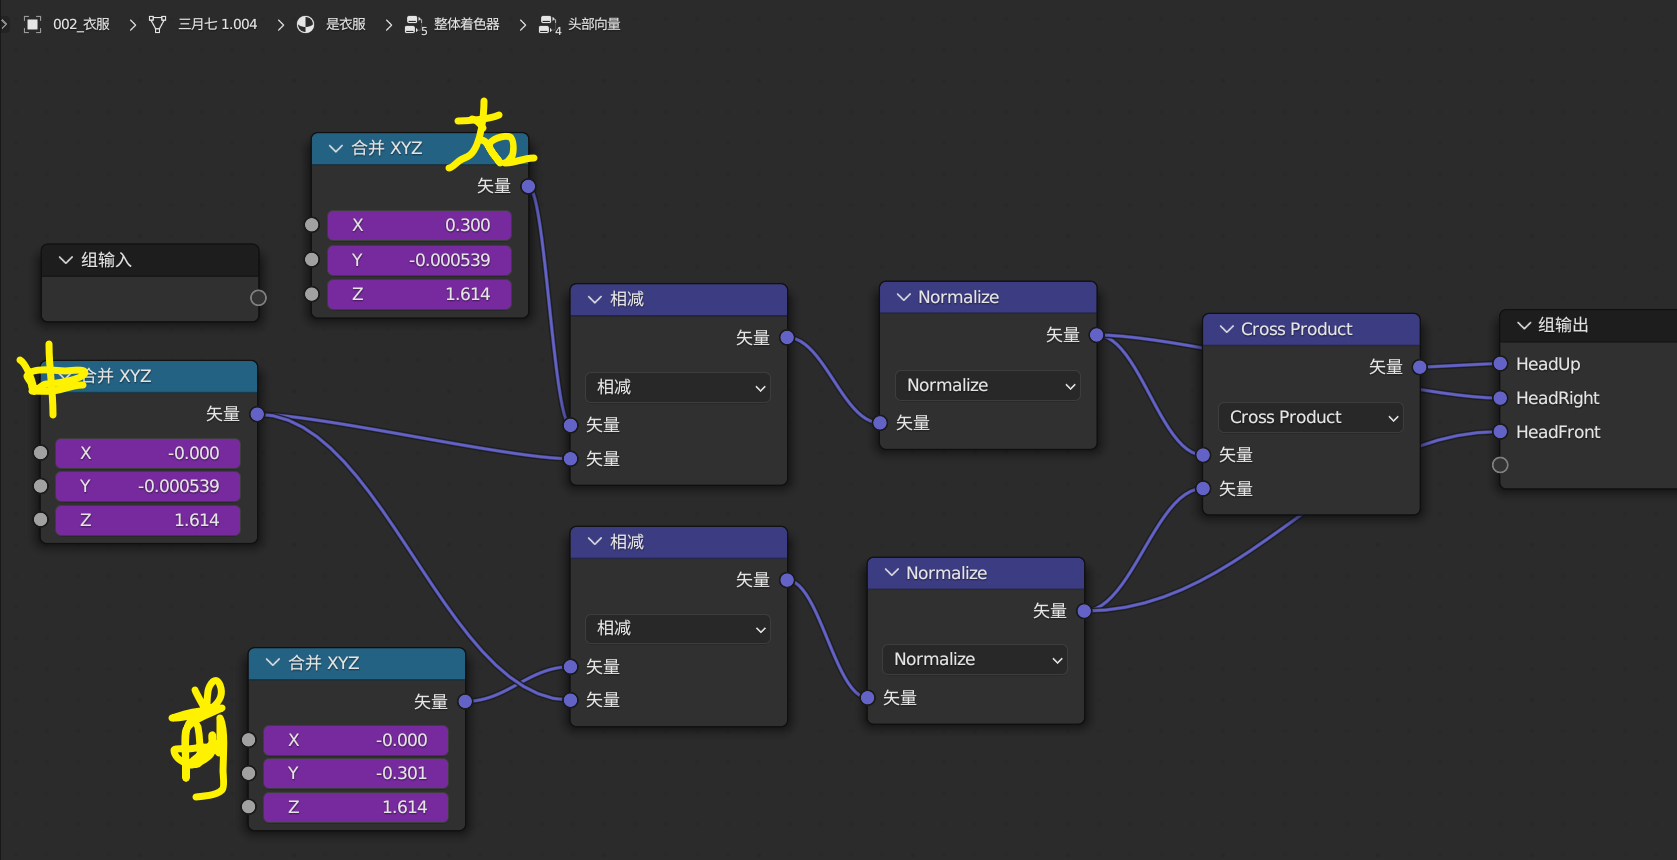 002_衣服 三月七 1.004 是衣服 5 整体着色器 4 头部向量
合并 XYZ
矢量
X 0.300
Y -0.000539
Z 1.614
组输入
中
合并 XYZ
矢量
X -0.000
Y -0.000539
Z 1.614
前
合并 XYZ
矢量
X -0.000
Y -0.301
Z 1.614
相减
矢量
相减
矢量
矢量
相减
矢量
相减
矢量
矢量
Normalize
矢量
Normalize
矢量
Normalize
矢量
Normalize
矢量
Cross Product
矢量
Cross Product
矢量
矢量
组输出
HeadUp
HeadRight
HeadFront